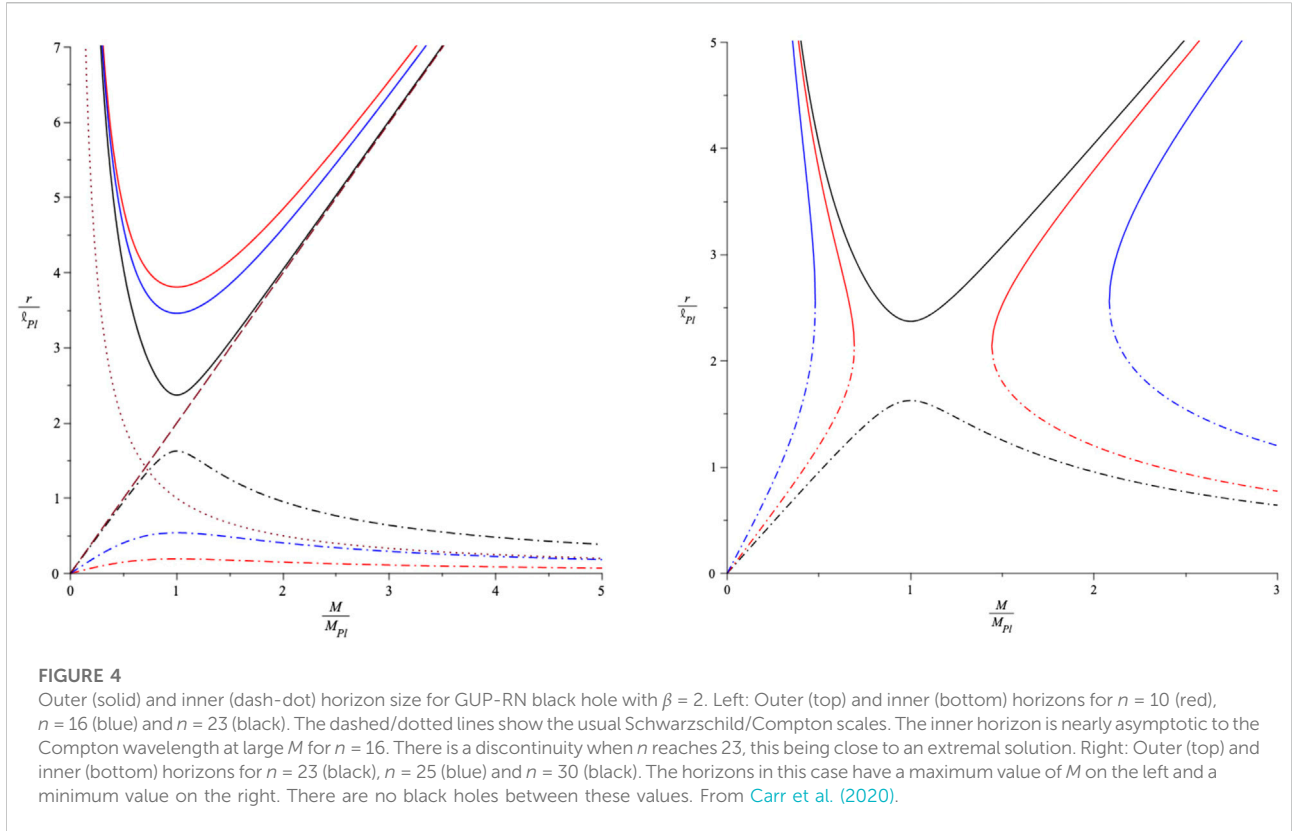 7
6
r
ℓPl
5
4
3
2
1
0
0 1 2 3 4 5
M
MPl
5
4
r
ℓPl
3
2
1
0
0 1 2 3
M
MPl
FIGURE 4
Outer (solid) and inner (dash-dot) horizon size for GUP-RN black hole with β = 2. Left: Outer (top) and inner (bottom) horizons for n = 10 (red),
n = 16 (blue) and n = 23 (black). The dashed/dotted lines show the usual Schwarzschild/Compton scales. The inner horizon is nearly asymptotic to the
Compton wavelength at large M for n = 16. There is a discontinuity when n reaches 23, this being close to an extremal solution. Right: Outer (top) and
inner (bottom) horizons for n = 23 (black), n = 25 (blue) and n = 30 (black). The horizons in this case have a maximum value of M on the left and a
minimum value on the right. There are no black holes between these values. From Carr et al. (2020).